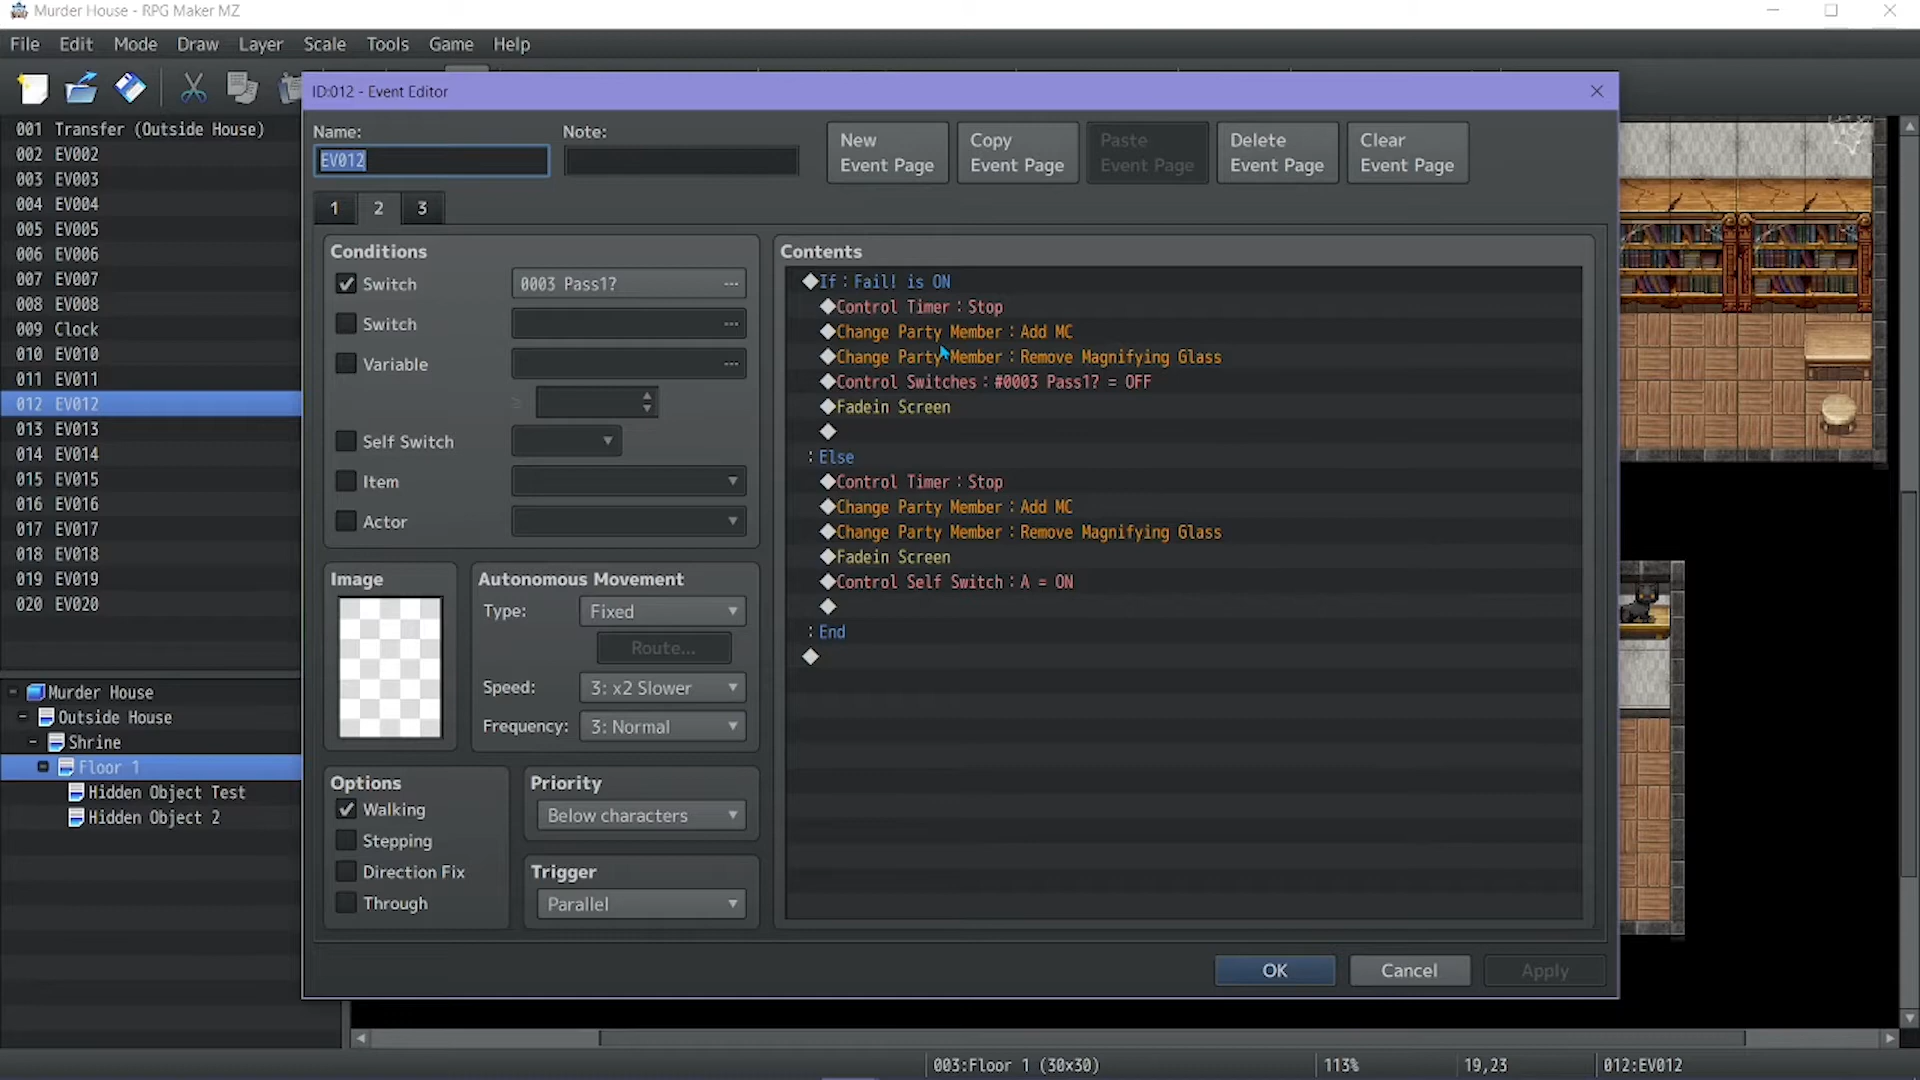 Murder House - RPG Maker MZ
File Edit Mode Draw Layer Scale Tools Game Help
ID:012 - Event Editor
001 Transfer (Outside House)
002 EV002
003 EV003
004 EV004
005 EV005
006 EV006
007 EV007
008 EV008
009 Clock
010 EV010
011 EV011
012 EV012
013 EV013
014 EV014
015 EV015
016 EV016
017 EV017
018 EV018
019 EV019
020 EV020
Murder House
Outside House
Shrine
Floor 1
Hidden Object Test
Hidden Object 2
Name:
EV012
Note:
New
Event Page
Copy
Event Page
Paste
Event Page
Delete
Event Page
Clear
Event Page
1 2 3
Conditions
Switch 0003 Pass1? ...
Switch ...
Variable ...
≥
Self Switch
Item
Actor
Image
Autonomous Movement
Type: Fixed
Route...
Speed: 3: x2 Slower
Frequency: 3: Normal
Options
Walking
Stepping
Direction Fix
Through
Priority
Below characters
Trigger
Parallel
Contents
◆If : Fail! is ON
◆Control Timer : Stop
◆Change Party Member : Add MC
◆Change Party Member : Remove Magnifying Glass
◆Control Switches : #0003 Pass1? = OFF
◆Fadein Screen
◆
: Else
◆Control Timer : Stop
◆Change Party Member : Add MC
◆Change Party Member : Remove Magnifying Glass
◆Fadein Screen
◆Control Self Switch : A = ON
◆
: End
◆
OK Cancel Apply
003:Floor 1 (30x30) 113% 19,23 012:EV012